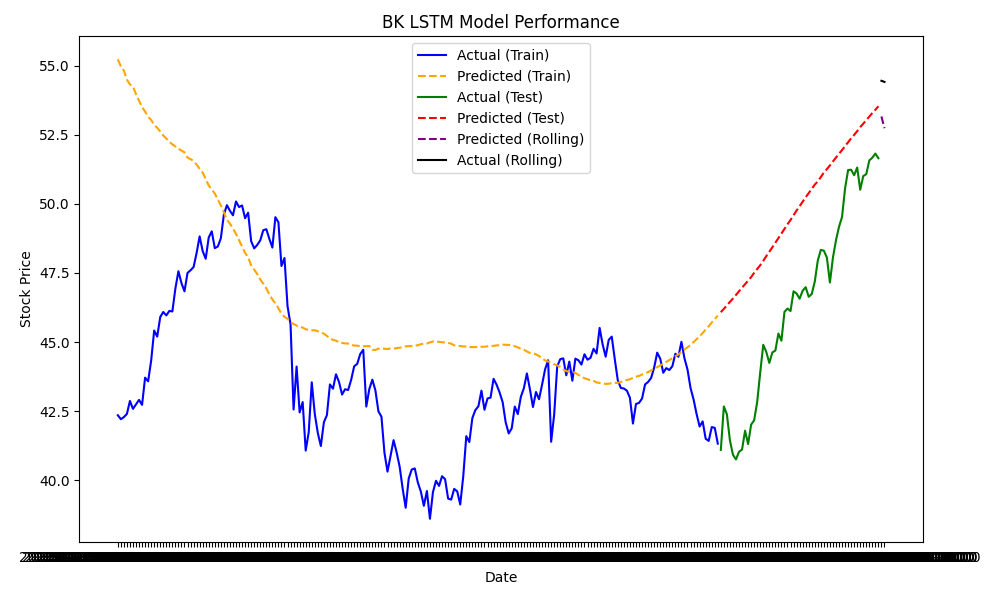 BK LSTM Model Performance
Actual (Train)
Predicted (Train)
Actual (Test)
Predicted (Test)
Predicted (Rolling)
Actual (Rolling)
55.0
52.5
50.0
47.5
45.0
42.5
40.0
Stock Price
Date